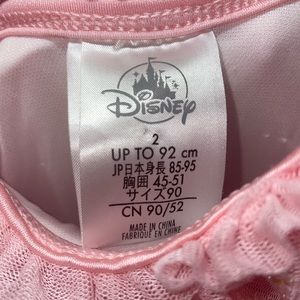 Disney
2
UP TO 92 cm
JP日本身長 85-95
胸囲 45-51
サイズ90
CN 90/52
MADE IN CHINA
FABRIQUÉ EN CHINE